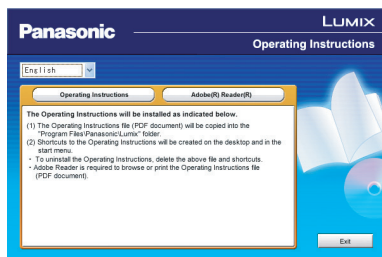 Panasonic
LUMIX
Operating Instructions
English
Operating Instructions
Adobe(R) Reader(R)
The Operating Instructions will be installed as indicated below.
(1) The Operating Instructions file (PDF document) will be copied into the
"Program Files\Panasonic\Lumix" folder.
(2) Shortcuts to the Operating Instructions will be created on the desktop and in the
start menu.
・ To uninstall the Operating Instructions, delete the above file and shortcuts.
・ Adobe Reader is required to browse or print the Operating Instructions file
(PDF document).
Exit